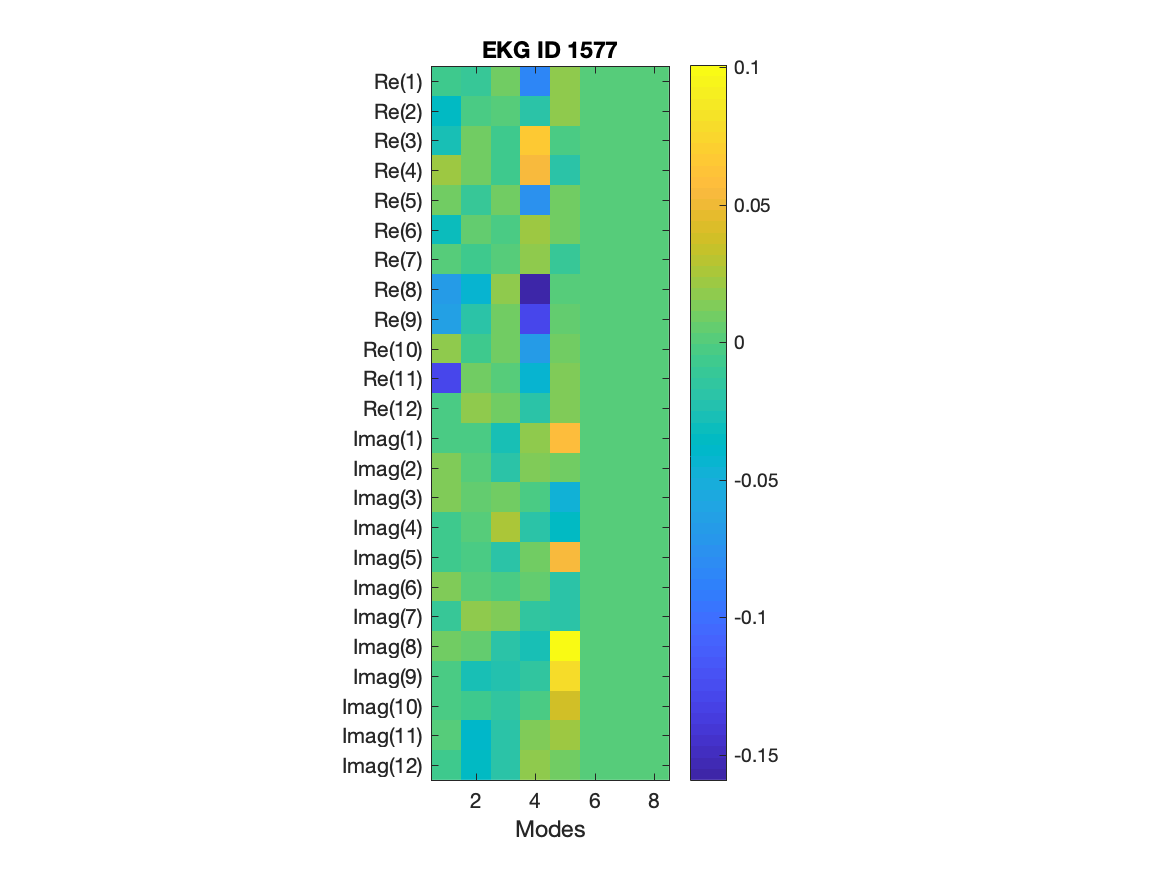 EKG ID 1577
Re(1)
Re(2)
Re(3)
Re(4)
Re(5)
Re(6)
Re(7)
Re(8)
Re(9)
Re(10)
Re(11)
Re(12)
Imag(1)
Imag(2)
Imag(3)
Imag(4)
Imag(5)
Imag(6)
Imag(7)
Imag(8)
Imag(9)
Imag(10)
Imag(11)
Imag(12)
2 4 6 8
Modes
0.1
0.05
0
-0.05
-0.1
-0.15